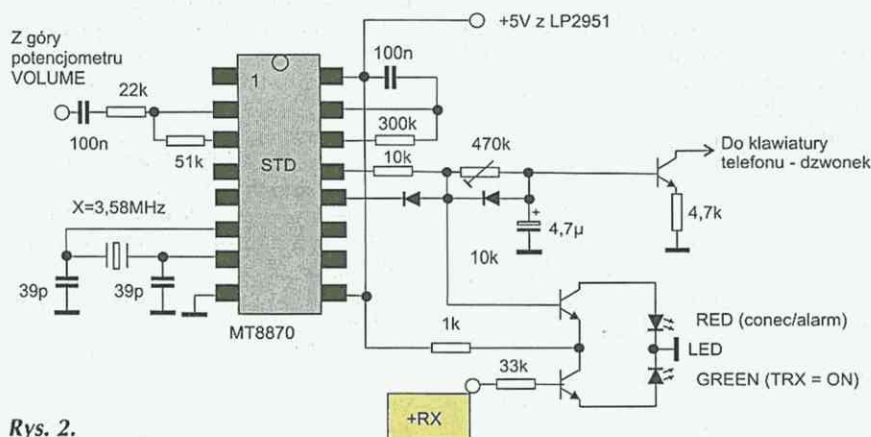 +5V z LP2951
Z góry
potencjometru
VOLUME
100n
1
22k
100n
51k
300k
STD
10k
470k
Do klawiatury
telefonu - dzwonek
4,7k
X=3,58MHz
4,7µ
+
10k
39p
39p
MT8870
1k
RED (conec/alarm)
LED
33k
GREEN (TRX = ON)
+RX
Rys. 2.